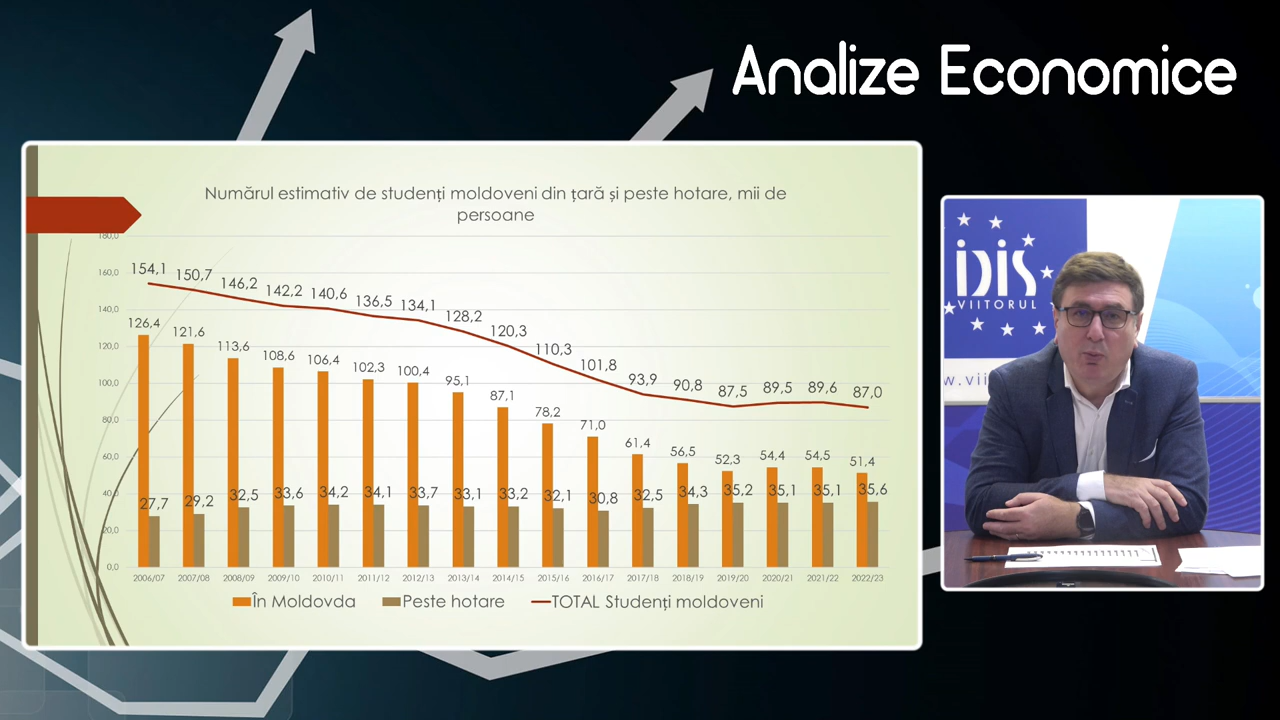 Analize Economice
Numărul estimativ de studenți moldoveni din țară și peste hotare, mii de
persoane
180,0
160,0
140,0
120,0
100,0
80,0
60,0
40,0
20,0
0,0
154,1 150,7 146,2 142,2 140,6 136,5 134,1 128,2 120,3 110,3 101,8 93,9 90,8 87,5 89,5 89,6 87,0
126,4 121,6 113,6 108,6 106,4 102,3 100,4 95,1 87,1 78,2 71,0 61,4 56,5 52,3 54,4 54,5 51,4
27,7 29,2 32,5 33,6 34,2 34,1 33,7 33,1 33,2 32,1 30,8 32,5 34,3 35,2 35,1 35,1 35,6
2006/07 2007/08 2008/09 2009/10 2010/11 2011/12 2012/13 2013/14 2014/15 2015/16 2016/17 2017/18 2018/19 2019/20 2020/21 2021/22 2022/23
În Moldovda Peste hotare TOTAL Studenți moldoveni
IDIS
VIITORUL
w.vii